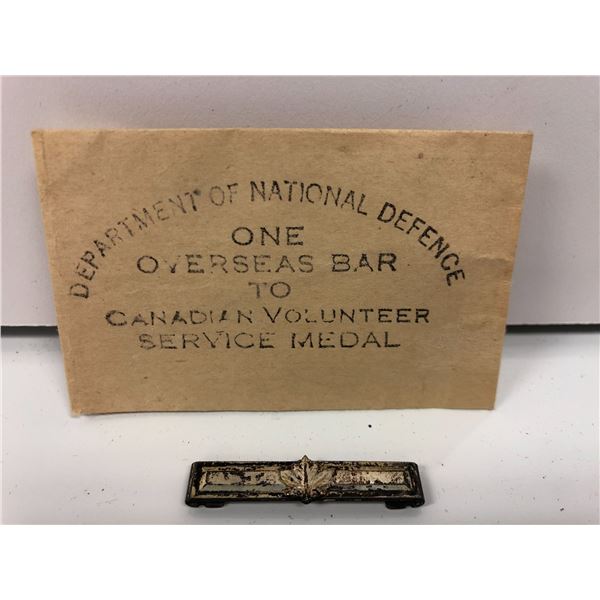 DEPARTMENT OF NATIONAL DEFENCE
ONE
OVERSEAS BAR
TO
CANADIAN VOLUNTEER
SERVICE MEDAL